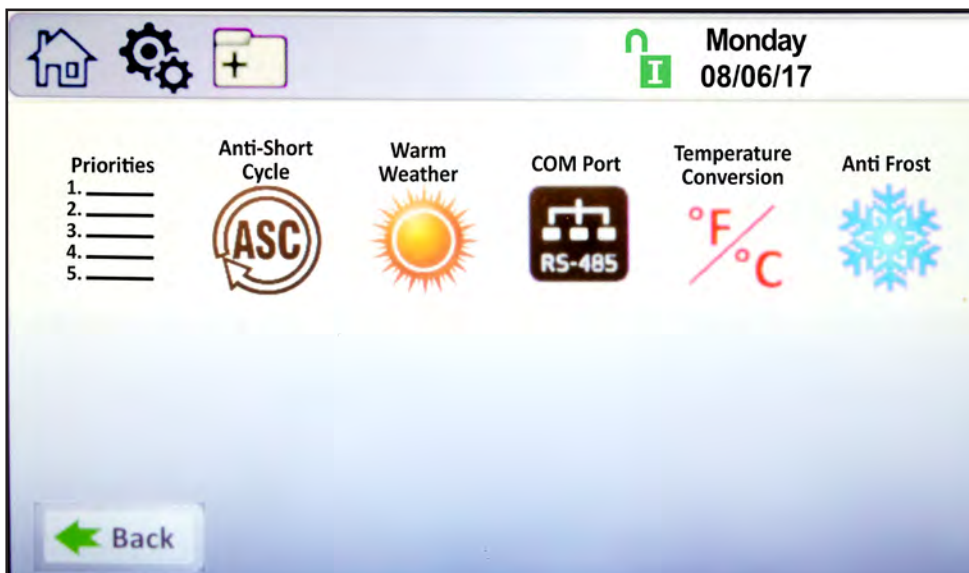 I
Monday
08/06/17
Priorities
1.
2.
3.
4.
5.
Anti-Short
Cycle
ASC
Warm
Weather
COM Port
RS-485
Temperature
Conversion
°F/°C
Anti Frost
Back